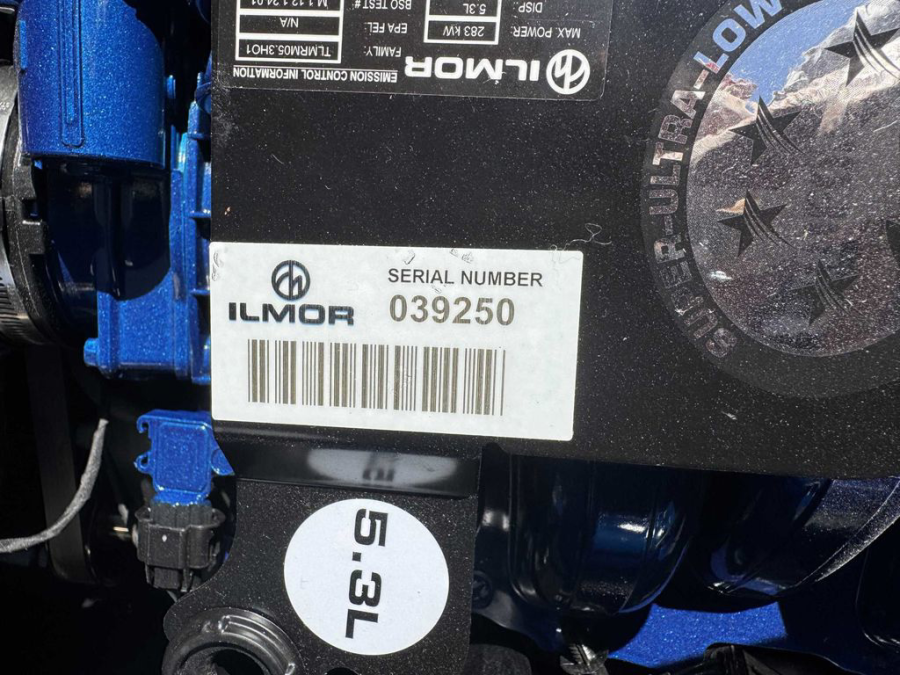 ILMOR
EMISSION CONTROL INFORMATION
FAMILY: TLMRM05.3HO1
MAX. POWER: 283 kW
EPA FEL: N/A
DISP.: 5.3L
BSO TEST#
SUPER-ULTRA-LOW
ILMOR
SERIAL NUMBER
039250
5.3L